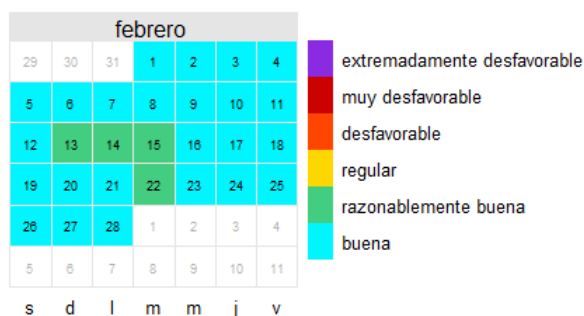 febrero
29 30 31 1 2 3 4
5 6 7 8 9 10 11
12 13 14 15 16 17 18
19 20 21 22 23 24 25
26 27 28 1 2 3 4
5 6 7 8 9 10 11
s d l m m j v
extremadamente desfavorable
muy desfavorable
desfavorable
regular
razonablemente buena
buena